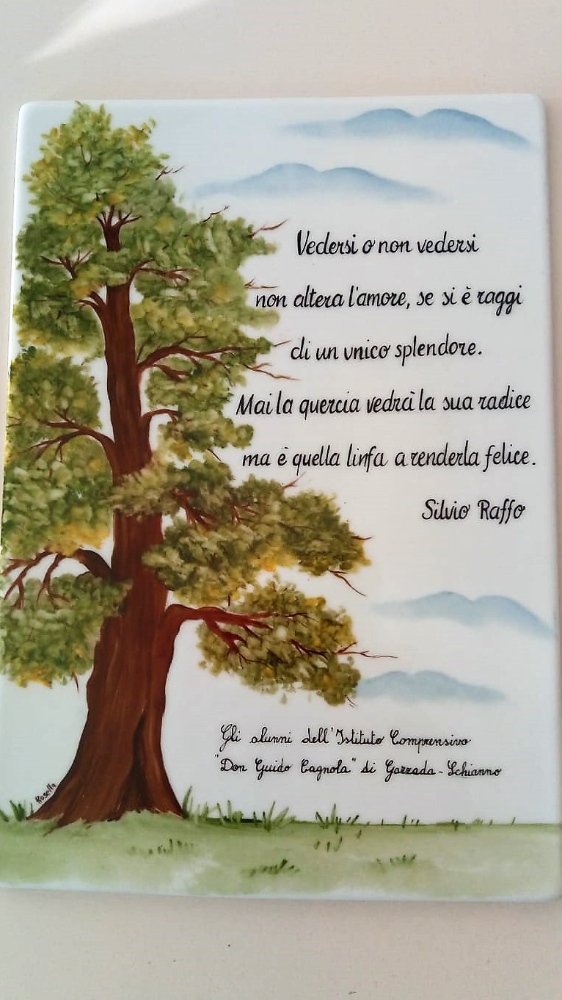 Vedersi o non vedersi
non altera l'amore, se si è raggi
di un unico splendore.
Mai la quercia vedrà la sua radice
ma è quella linfa a renderla felice.
Silvio Raffo
Gli alunni dell'Istituto Comprensivo
"Don Guido Cagnola" di Gazzada - Schianno
Rosella